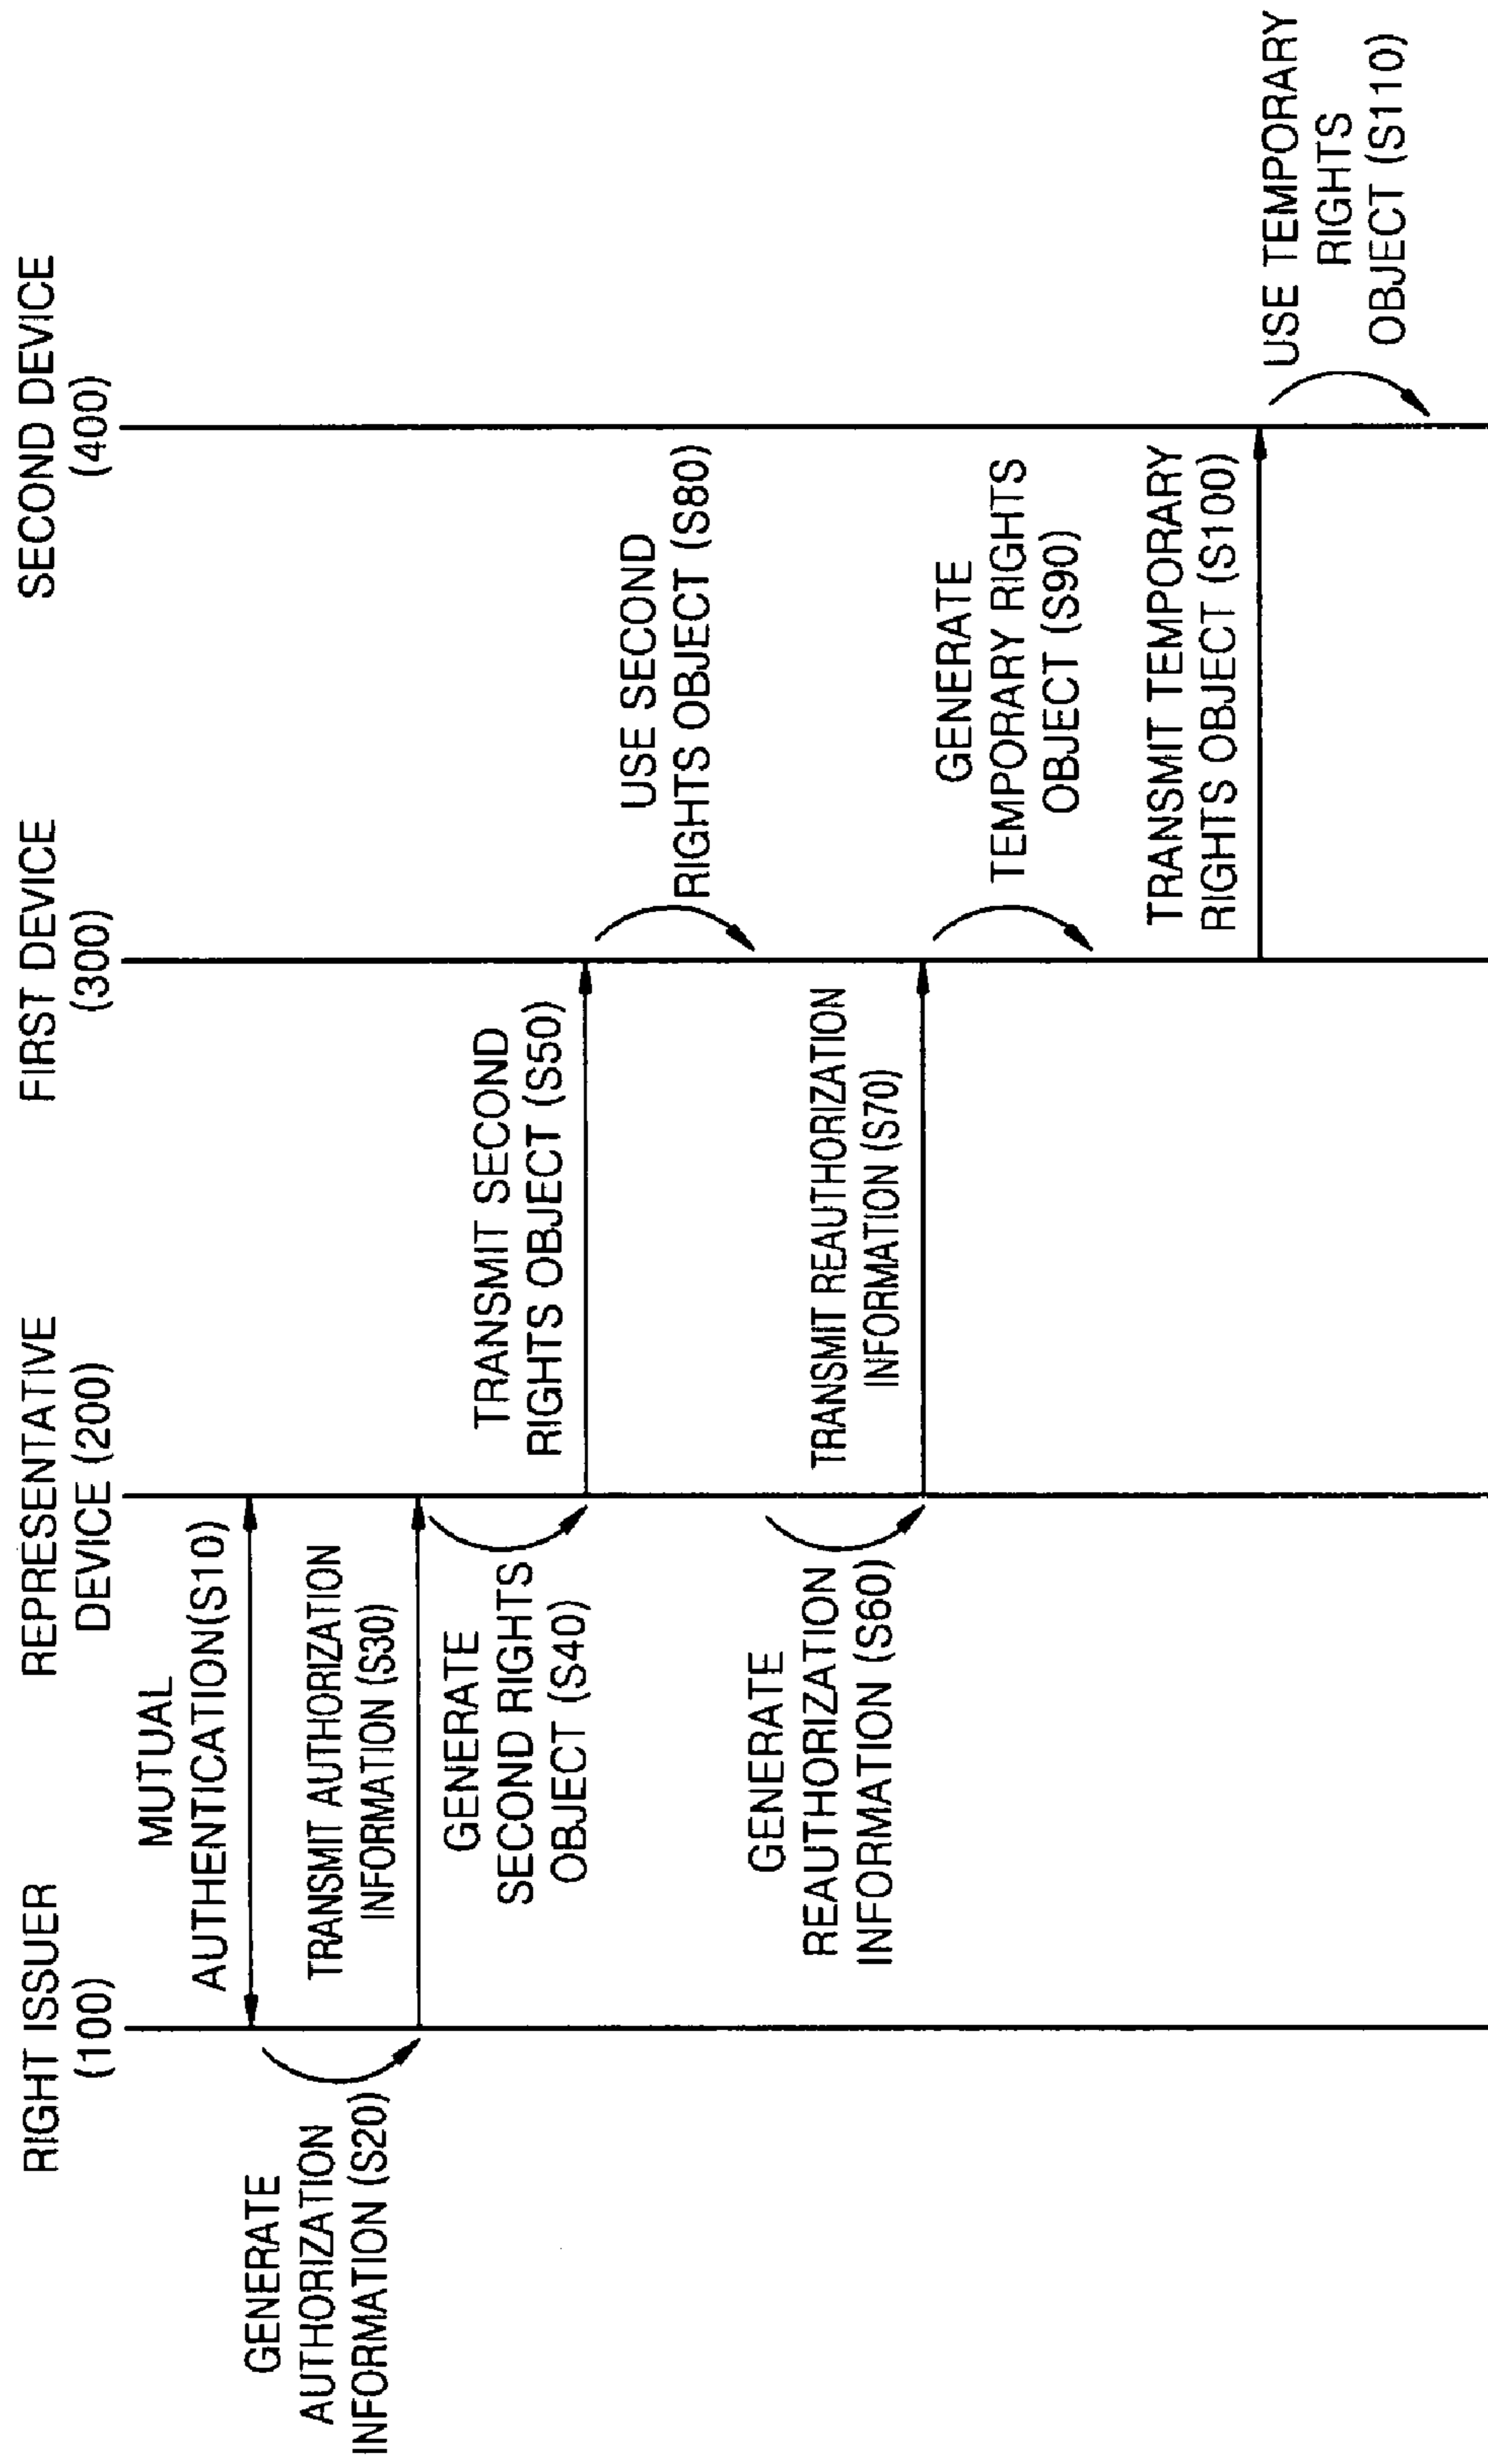 RIGHT ISSUER
(100)
REPRESENTATIVE
DEVICE (200)
FIRST DEVICE
(300)
SECOND DEVICE
(400)
MUTUAL
AUTHENTICATION(S10)
GENERATE
AUTHORIZATION
INFORMATION (S20)
TRANSMIT AUTHORIZATION
INFORMATION (S30)
GENERATE
SECOND RIGHTS
OBJECT (S40)
TRANSMIT SECOND
RIGHTS OBJECT (S50)
USE SECOND
RIGHTS OBJECT (S80)
GENERATE
REAUTHORIZATION
INFORMATION (S60)
TRANSMIT REAUTHORIZATION
INFORMATION (S70)
GENERATE
TEMPORARY RIGHTS
OBJECT (S90)
TRANSMIT TEMPORARY
RIGHTS OBJECT (S100)
USE TEMPORARY
RIGHTS
OBJECT (S110)